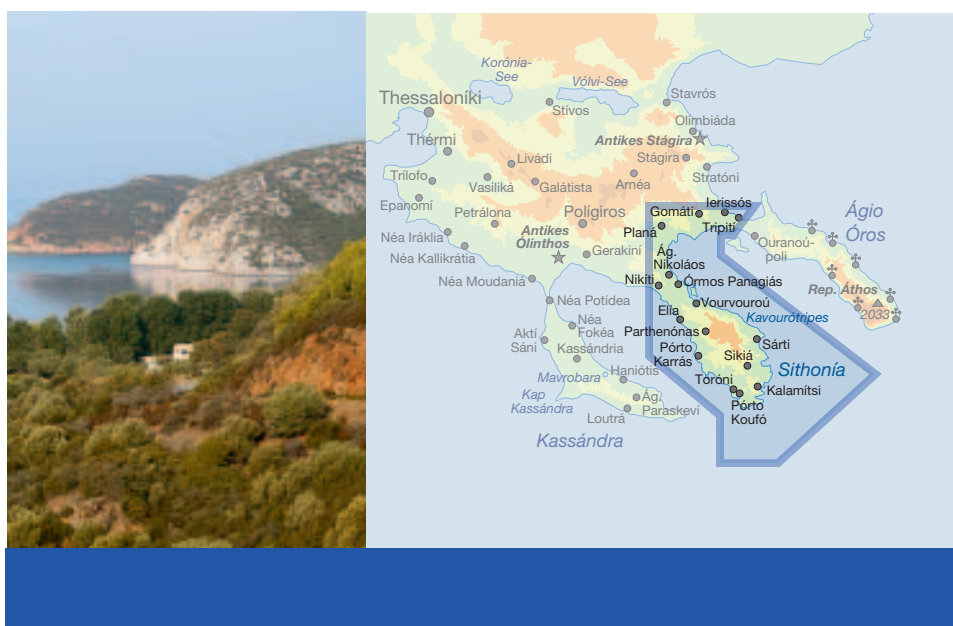 Korónia-
See
Vólvi-See
Thessaloníki
Stívos
Stavrós
Olimbiáda
Antikes Stágira
Thérmi
Livádi
Stágira
Stratóni
Trílofo
Vasiliká
Galátista
Arnéa
Epanomí
Petrálona
Polígiros
Gomáti
Ierissós
Ágio
Óros
Planá
Tripití
Antikes
Ólinthos
Néa Iráklia
Néa Kallikrátia
Gerakiní
Ouranoú-
poli
Ág.
Nikoláos
Néa Moudaniá
Nikíti
Órmos Panagiás
Rep. Áthos
2033
Néa Potídea
Vourvouroú
Elía
Kavourótripes
Néa
Fokéa
Parthenónas
Aktí
Sáni
Kassándria
Pórto
Karrás
Sárti
Sikiá
Sithonía
Haniótis
Mavrobara
Toróni
Kalamítsi
Kap
Kassándra
Ág.
Paraskeví
Pórto
Koufó
Loutrá
Kassándra